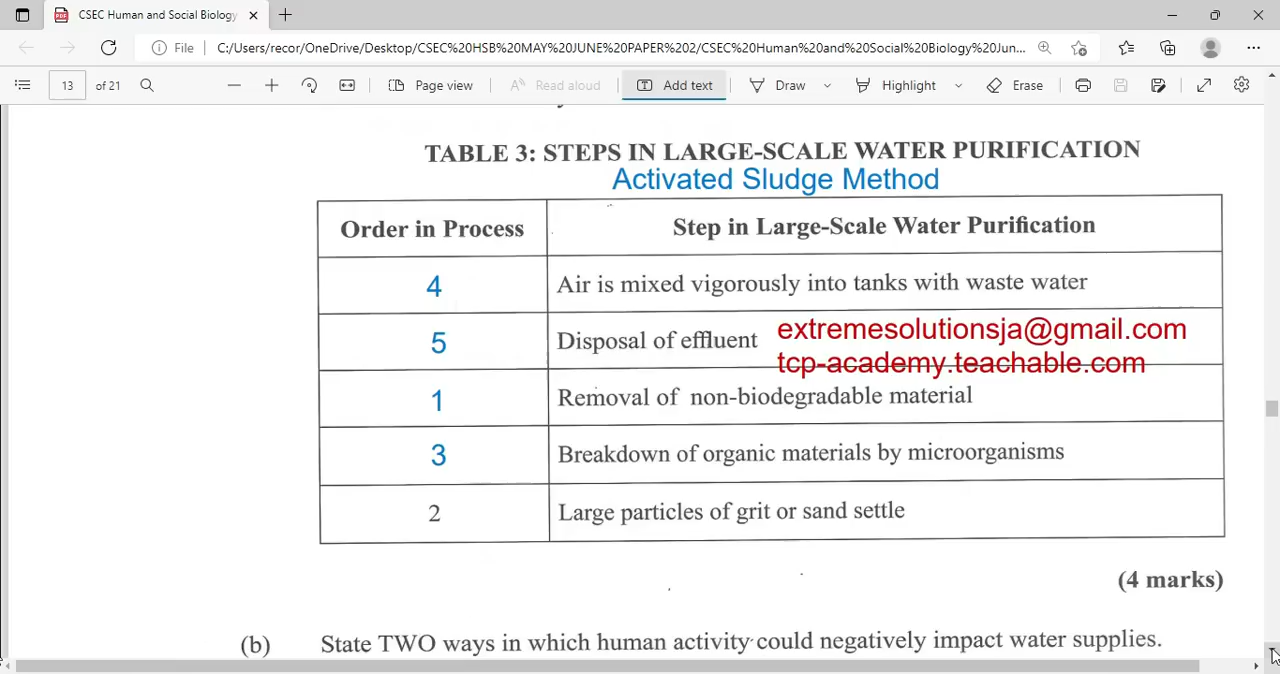 CSEC Human and Social Biology
File C:/Users/recor/OneDrive/Desktop/CSEC%20HSB%20MAY%20JUNE%20PAPER%202/CSEC%20Human%20and%20Social%20Biology%20Jun...
13 of 21 Page view Read aloud Add text Draw Highlight Erase
TABLE 3: STEPS IN LARGE-SCALE WATER PURIFICATION
Activated Sludge Method
Order in Process Step in Large-Scale Water Purification
4 Air is mixed vigorously into tanks with waste water
5 Disposal of effluent extremesolutionsja@gmail.com
tcp-academy.teachable.com
1 Removal of non-biodegradable material
3 Breakdown of organic materials by microorganisms
2 Large particles of grit or sand settle
(4 marks)
(b) State TWO ways in which human activity could negatively impact water supplies.